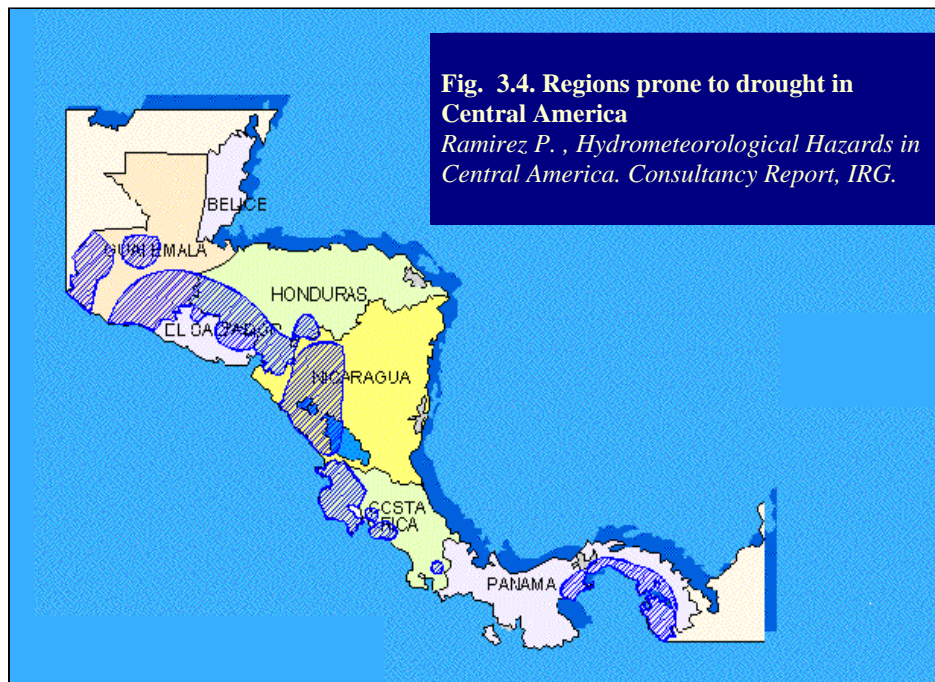 Fig. 3.4. Regions prone to drought in
Central America
Ramirez P. , Hydrometeorological Hazards in
Central America. Consultancy Report, IRG.
BELICE
GUATEMALA
HONDURAS
EL SALVADOR
NICARAGUA
COSTA
RICA
PANAMA